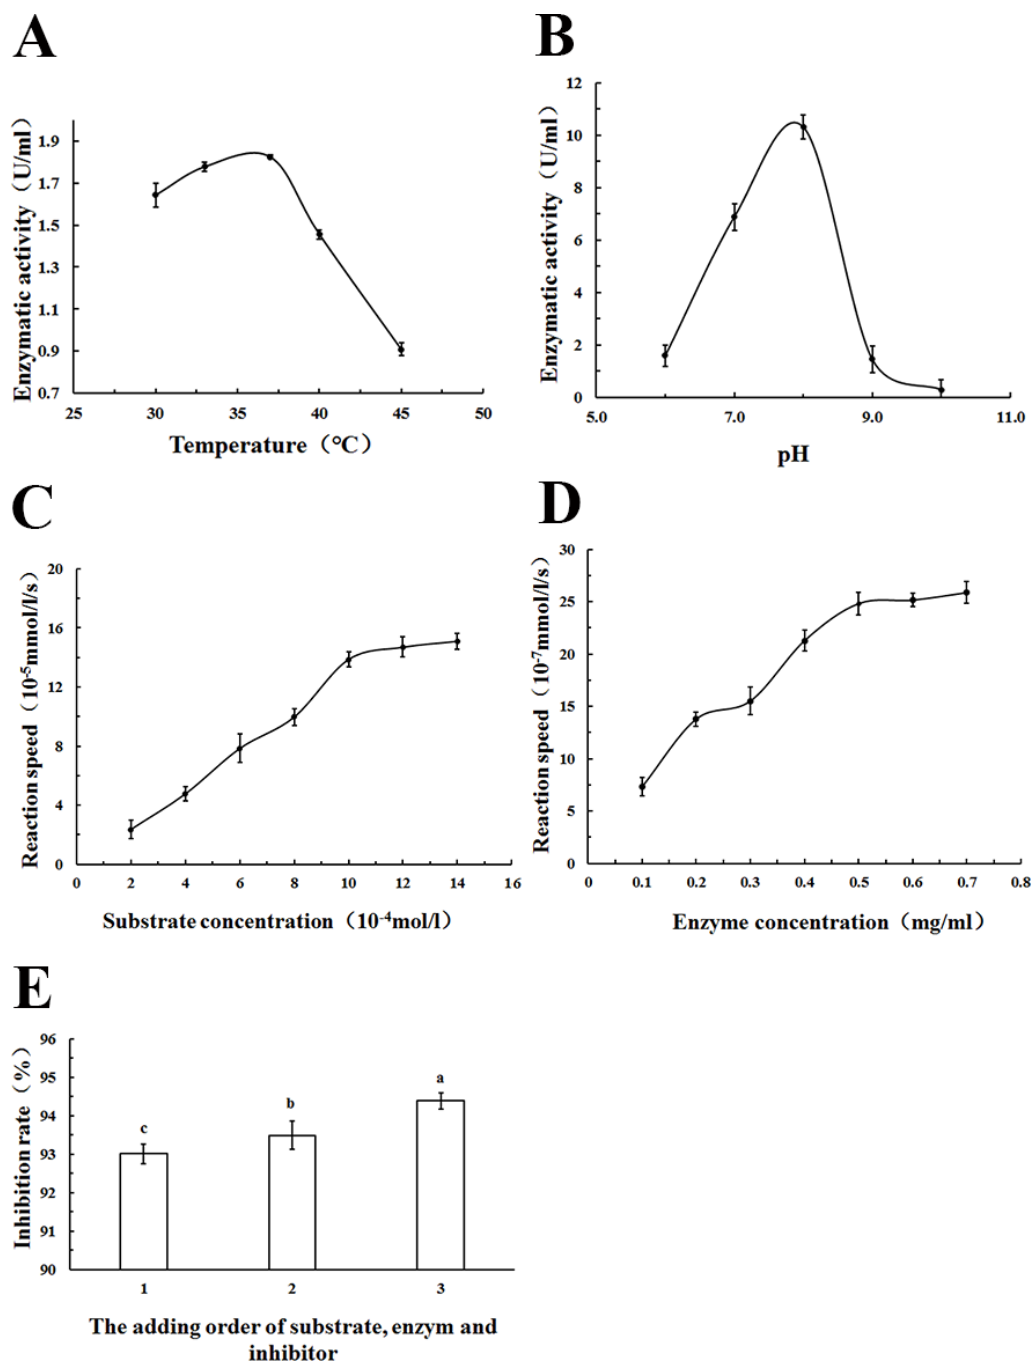 A
Enzymatic activity（U/ml）
1.9
1.7
1.5
1.3
1.1
0.9
0.7
25 30 35 40 45 50
Temperature（°C）
B
Enzymatic activity（U/ml）
12
10
8
6
4
2
0
5.0 7.0 9.0 11.0
pH
C
Reaction speed（10-5mmol/l/s）
20
16
12
8
4
0
0 2 4 6 8 10 12 14 16
Substrate concentration（10-4mol/l）
D
Reaction speed（10-7mmol/l/s）
30
25
20
15
10
5
0
0 0.1 0.2 0.3 0.4 0.5 0.6 0.7 0.8
Enzyme concentration（mg/ml）
E
Inhibition rate（%）
96
95
94
93
92
91
90
c
b
a
1 2 3
The adding order of substrate, enzym and
inhibitor